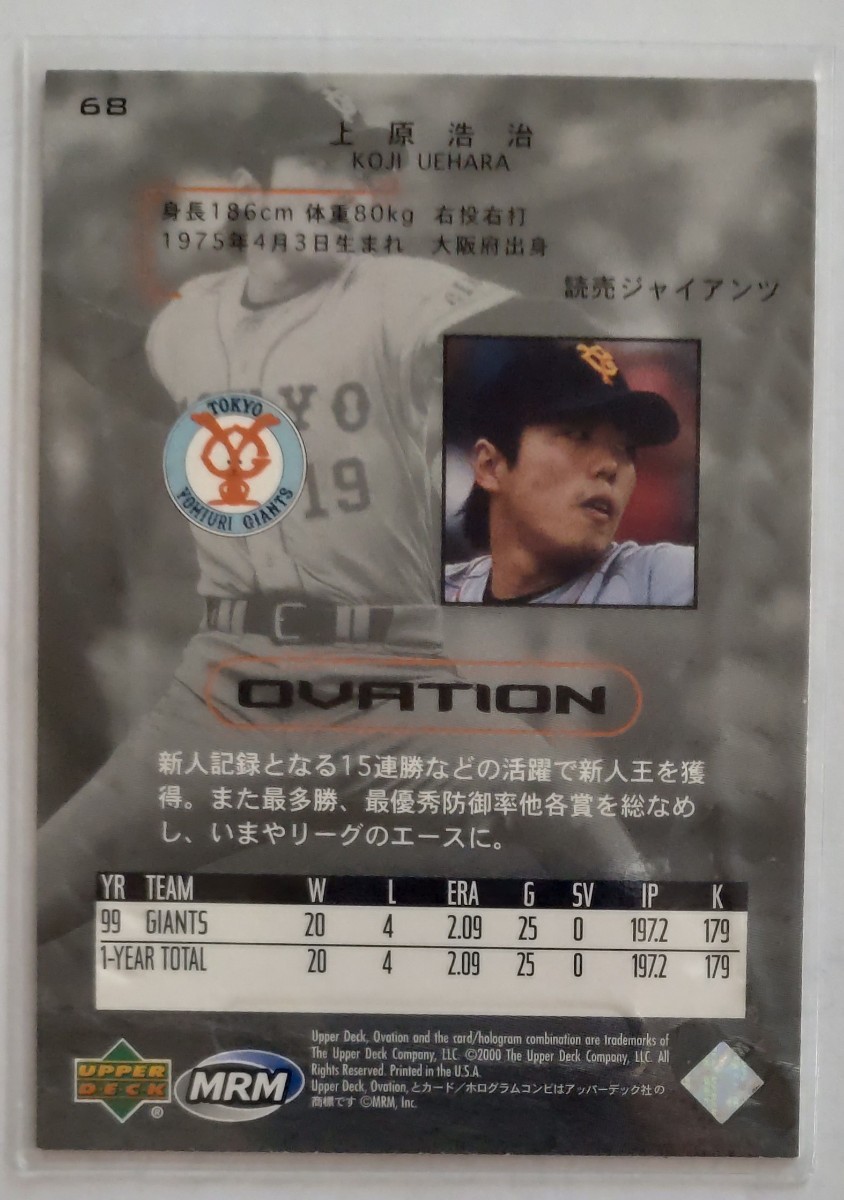 68
上原浩治
KOJI UEHARA
身長186cm 体重80kg 右投右打
1975年4月3日生まれ 大阪府出身
読売ジャイアンツ
TOKYO
YOMIURI GIANTS
YO
19
OVATION
新人記録となる15連勝などの活躍で新人王を獲
得。また最多勝、最優秀防御率他各賞を総なめ
し、いまやリーグのエースに。
YR TEAM W L ERA G SV IP K
99 GIANTS 20 4 2.09 25 0 197.2 179
1-YEAR TOTAL 20 4 2.09 25 0 197.2 179
Upper Deck, Ovation and the card/hologram combination are trademarks of
The Upper Deck Company, LLC. ©2000 The Upper Deck Company, LLC. All
Rights Reserved. Printed in the U.S.A.
Upper Deck, Ovation, とカード/ホログラムコンビはアッパーデック社の
商標です ©MRM, Inc.
UPPER
DECK
®
MRM